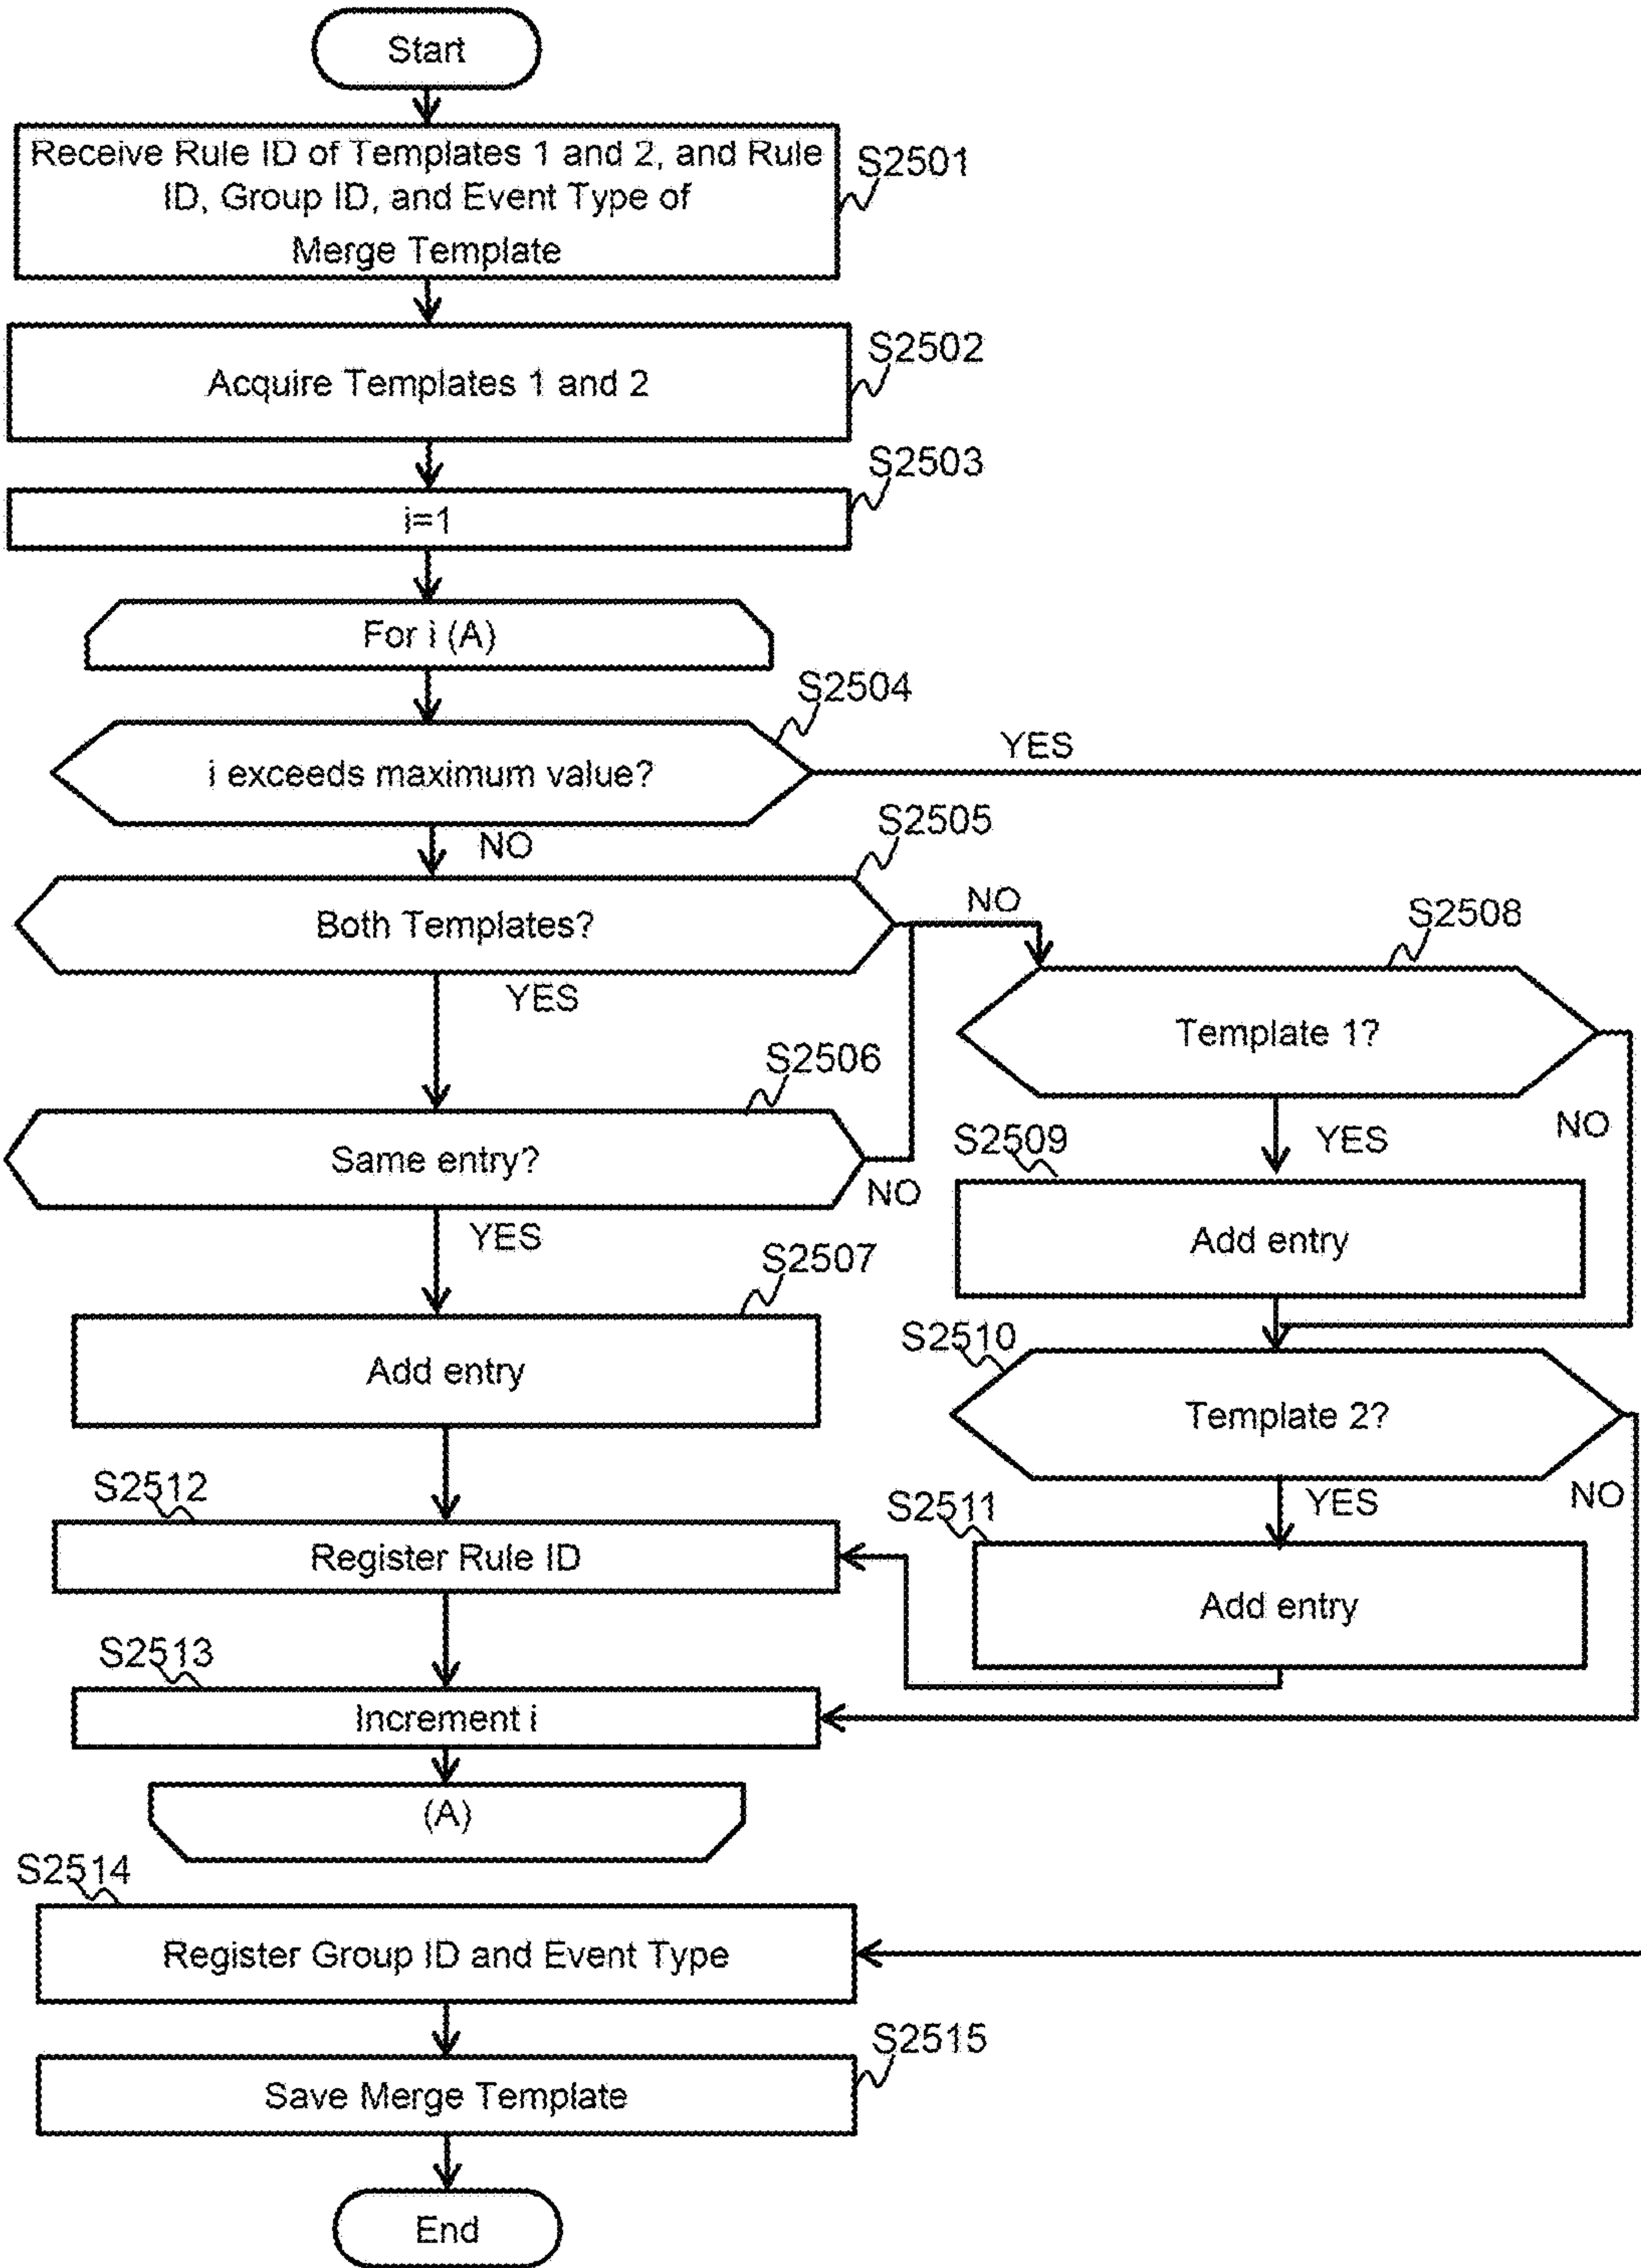 Start
Receive Rule ID of Templates 1 and 2, and Rule
ID, Group ID, and Event Type of
Merge Template
S2501
Acquire Templates 1 and 2
S2502
i=1
S2503
For i (A)
i exceeds maximum value?
S2504
YES
NO
Both Templates?
S2505
NO
YES
Same entry?
S2506
NO
YES
Add entry
S2507
Template 1?
S2508
YES
NO
S2509
Add entry
S2510
Template 2?
YES
NO
S2511
Add entry
S2512
Register Rule ID
S2513
Increment i
(A)
S2514
Register Group ID and Event Type
Save Merge Template
S2515
End